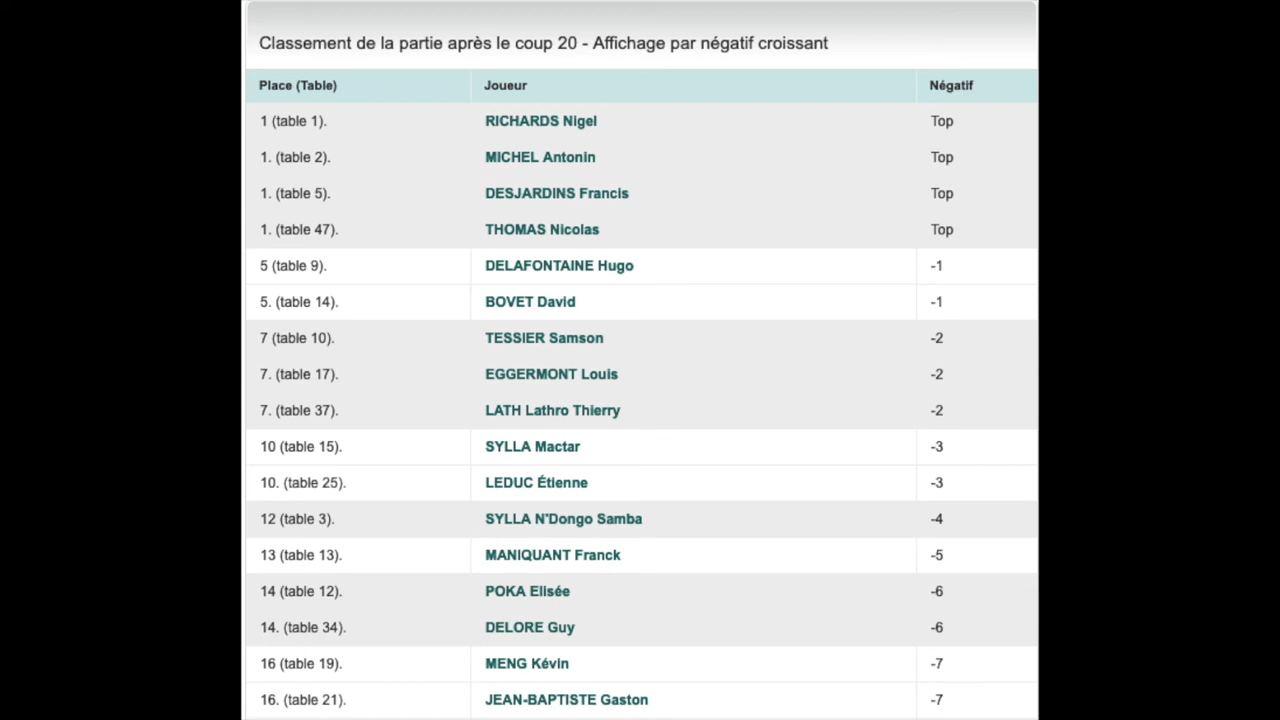 Classement de la partie après le coup 20 - Affichage par négatif croissant
Place (Table) Joueur Négatif
1 (table 1). RICHARDS Nigel Top
1. (table 2). MICHEL Antonin Top
1. (table 5). DESJARDINS Francis Top
1. (table 47). THOMAS Nicolas Top
5 (table 9). DELAFONTAINE Hugo -1
5. (table 14). BOVET David -1
7 (table 10). TESSIER Samson -2
7. (table 17). EGGERMONT Louis -2
7. (table 37). LATH Lathro Thierry -2
10 (table 15). SYLLA Mactar -3
10. (table 25). LEDUC Étienne -3
12 (table 3). SYLLA N'Dongo Samba -4
13 (table 13). MANIQUANT Franck -5
14 (table 12). POKA Elisée -6
14. (table 34). DELORE Guy -6
16 (table 19). MENG Kévin -7
16. (table 21). JEAN-BAPTISTE Gaston -7